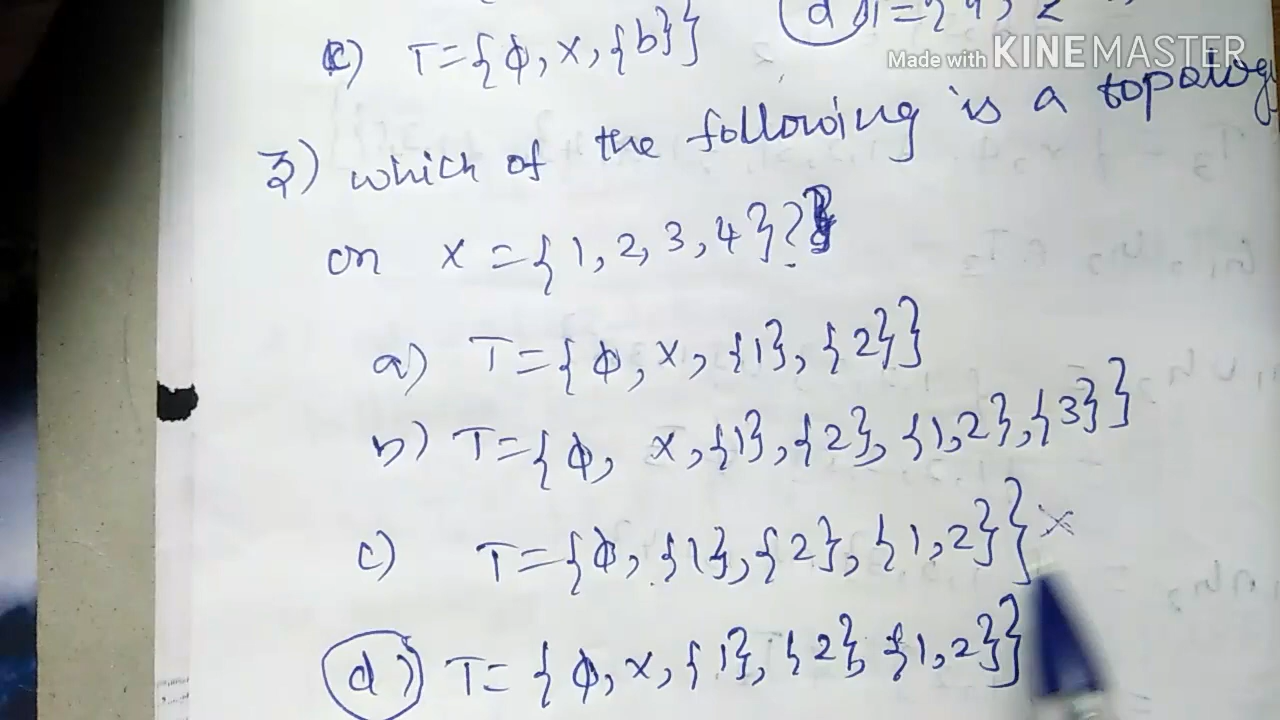 c) T={ϕ, x, {b}}
Made with KINEMASTER
3) which of the following is a topology
on x = {1, 2, 3, 4}?
a) T={ϕ, x, {1}, {2}}
b) T={ϕ, x, {1}, {2}, {1,2}, {3}}
c) T={ϕ, {1}, {2}, {1,2}} ×
d) T= {ϕ, x, {1}, {2}, {1,2}}